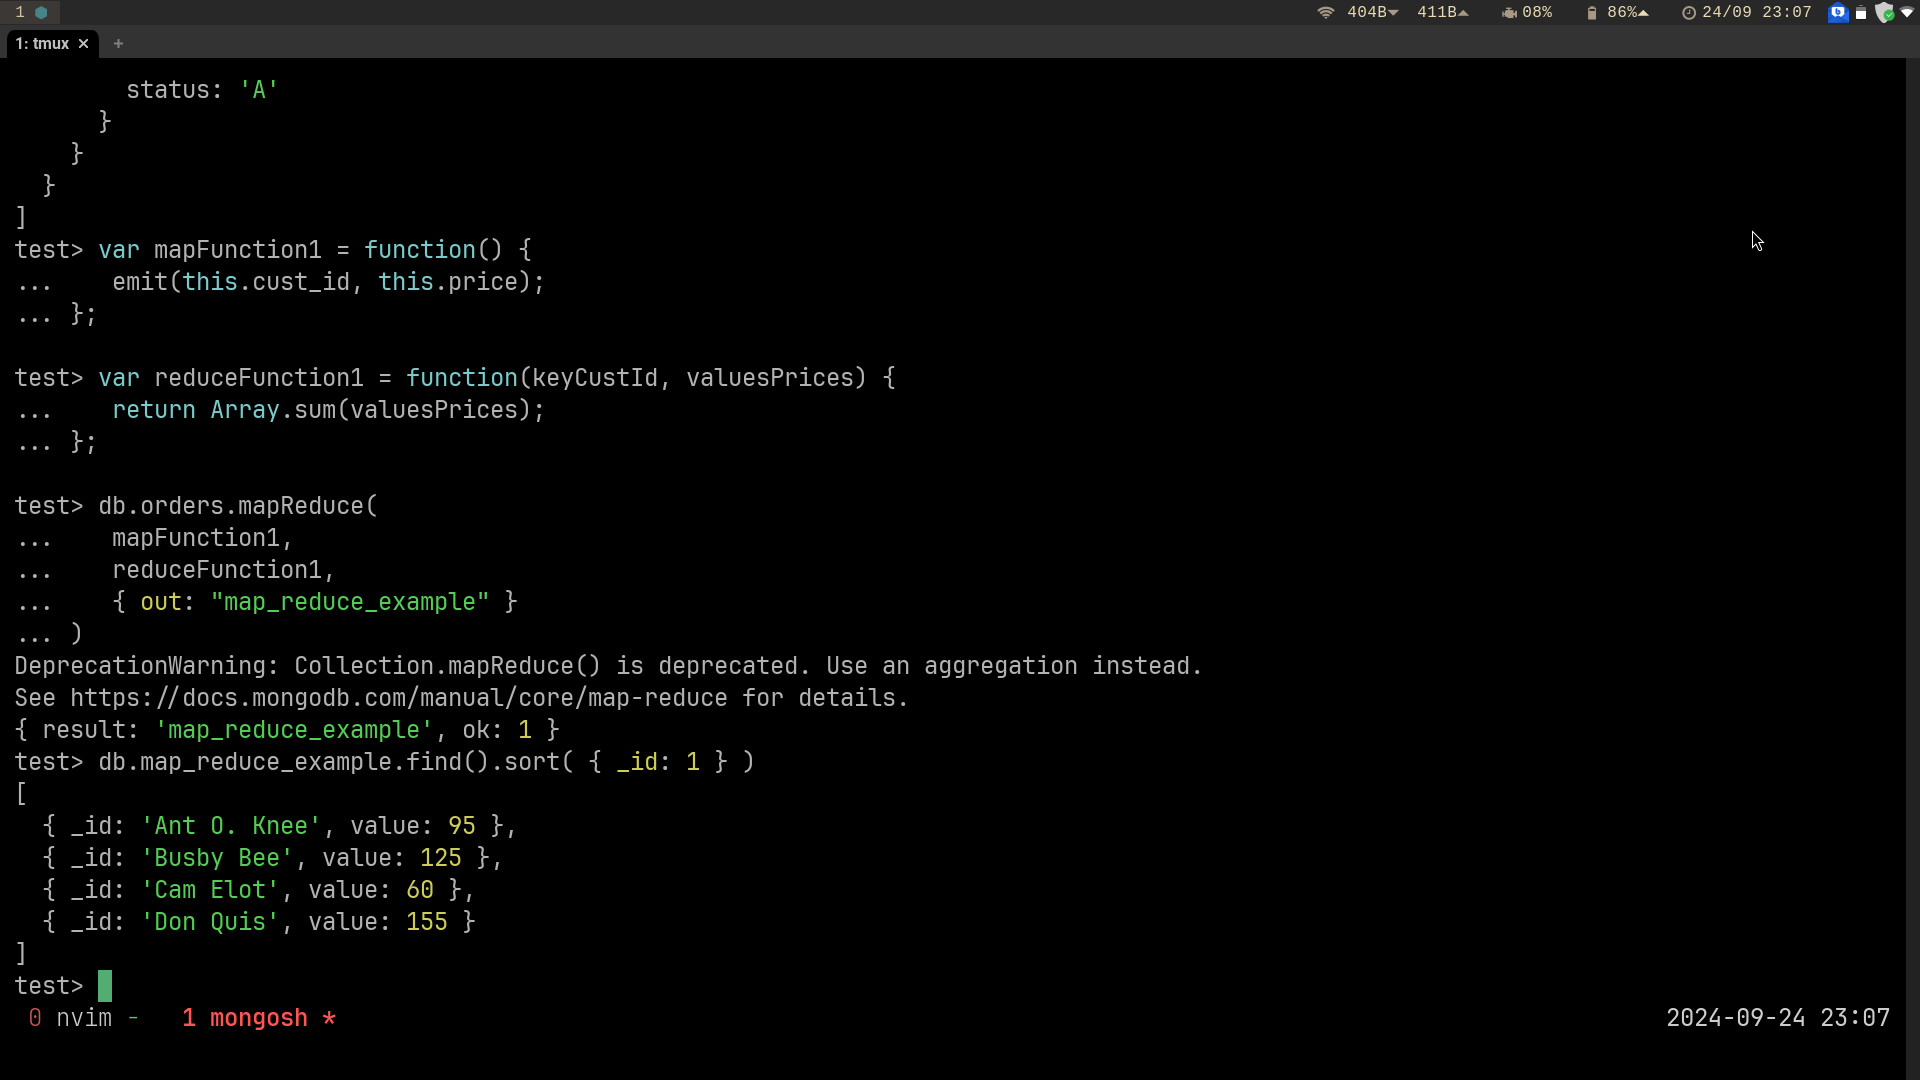 1 404B 411B 08% 86% 24/09 23:07
1: tmux × +
status: 'A'
}
}
}
]
test> var mapFunction1 = function() {
... emit(this.cust_id, this.price);
... };
test> var reduceFunction1 = function(keyCustId, valuesPrices) {
... return Array.sum(valuesPrices);
... };
test> db.orders.mapReduce(
... mapFunction1,
... reduceFunction1,
... { out: "map_reduce_example" }
... )
DeprecationWarning: Collection.mapReduce() is deprecated. Use an aggregation instead.
See https://docs.mongodb.com/manual/core/map-reduce for details.
{ result: 'map_reduce_example', ok: 1 }
test> db.map_reduce_example.find().sort( { _id: 1 } )
[
{ _id: 'Ant O. Knee', value: 95 },
{ _id: 'Busby Bee', value: 125 },
{ _id: 'Cam Elot', value: 60 },
{ _id: 'Don Quis', value: 155 }
]
test>
0 nvim - 1 mongosh * 2024-09-24 23:07